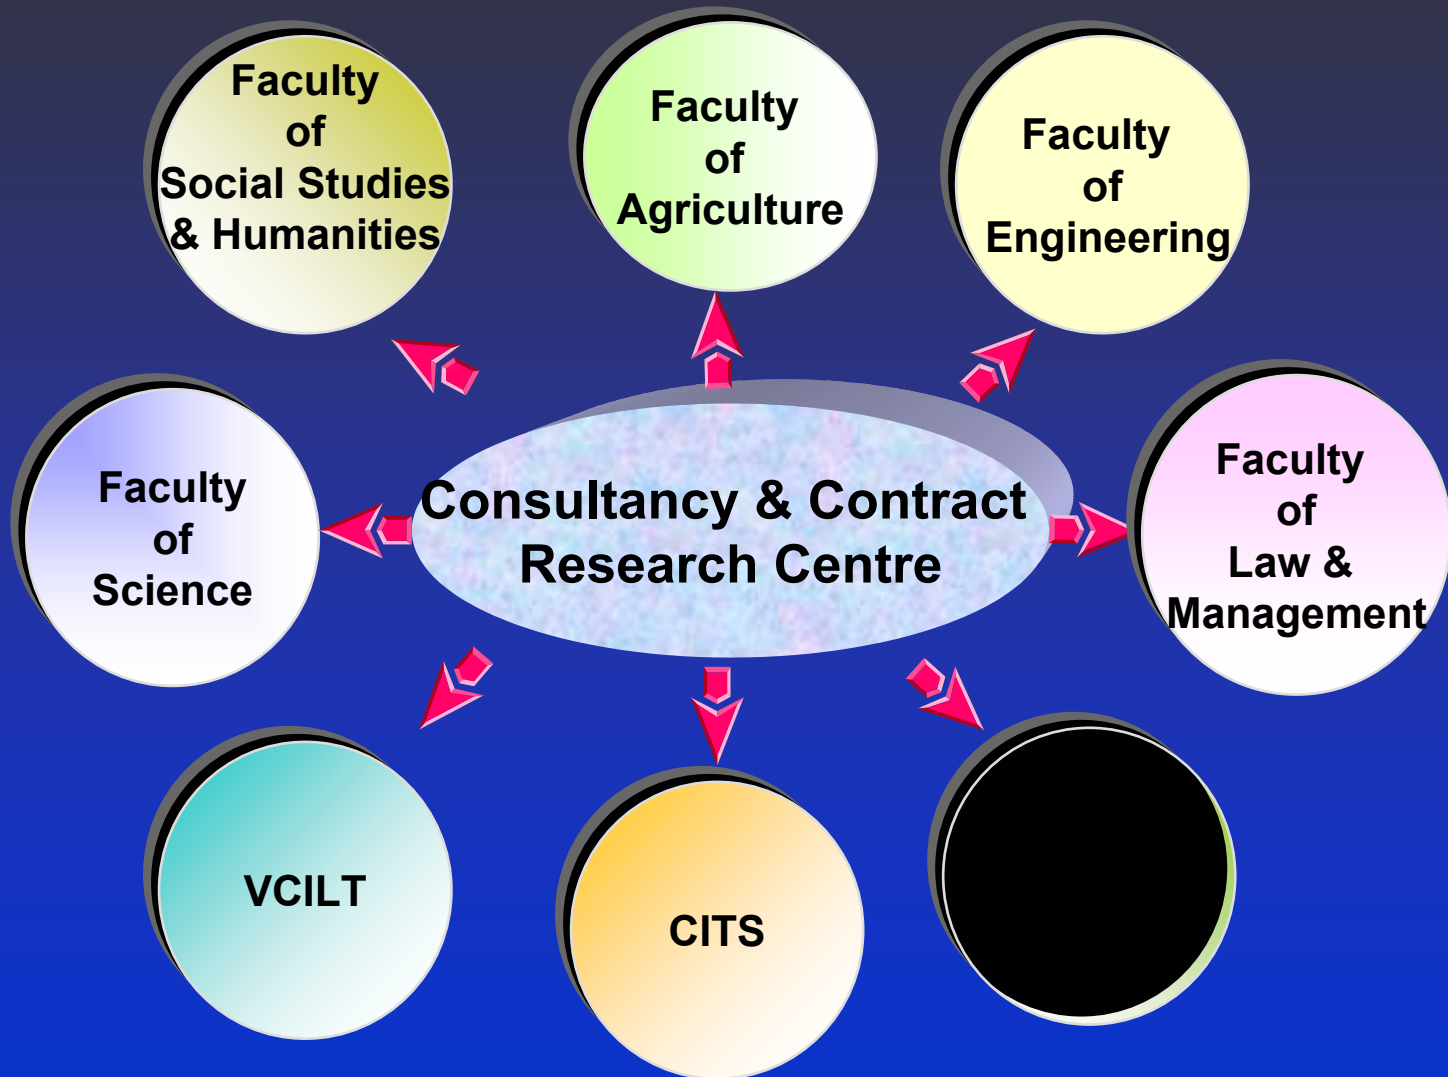 Faculty
of
Social Studies
& Humanities
Faculty
of
Agriculture
Faculty
of
Engineering
Faculty
of
Science
Consultancy & Contract
Research Centre
Faculty
of
Law &
Management
VCILT
CITS